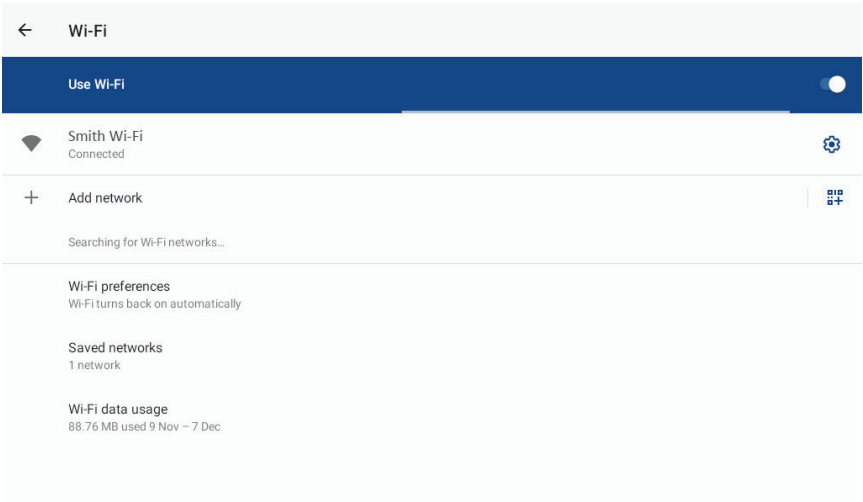 Wi-Fi
Use Wi-Fi
Smith Wi-Fi
Connected
Add network
Searching for Wi-Fi networks...
Wi-Fi preferences
Wi-Fi turns back on automatically
Saved networks
1 network
Wi-Fi data usage
88.76 MB used 9 Nov – 7 Dec